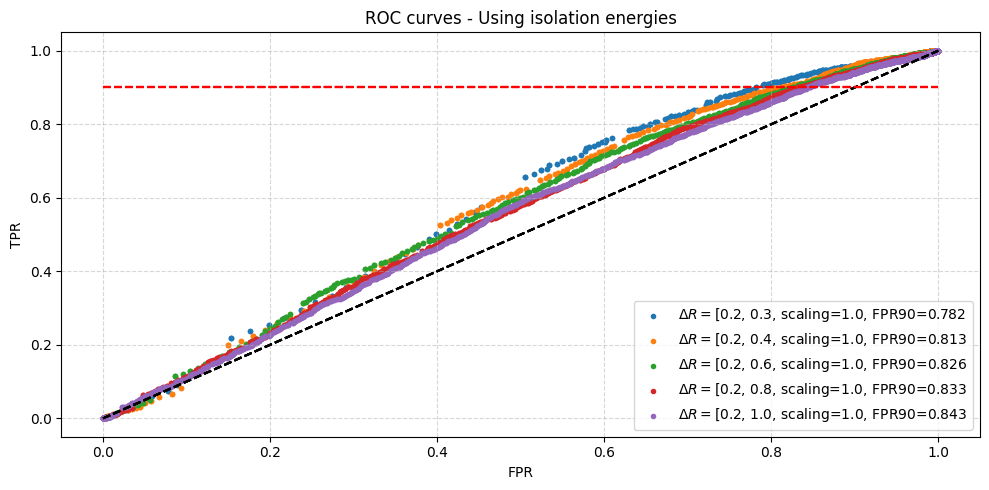 ROC curves - Using isolation energies
1.0
0.8
0.6
0.4
0.2
0.0
TPR
0.0 0.2 0.4 0.6 0.8 1.0
FPR
ΔR = [0.2, 0.3, scaling=1.0, FPR90=0.782
ΔR = [0.2, 0.4, scaling=1.0, FPR90=0.813
ΔR = [0.2, 0.6, scaling=1.0, FPR90=0.826
ΔR = [0.2, 0.8, scaling=1.0, FPR90=0.833
ΔR = [0.2, 1.0, scaling=1.0, FPR90=0.843